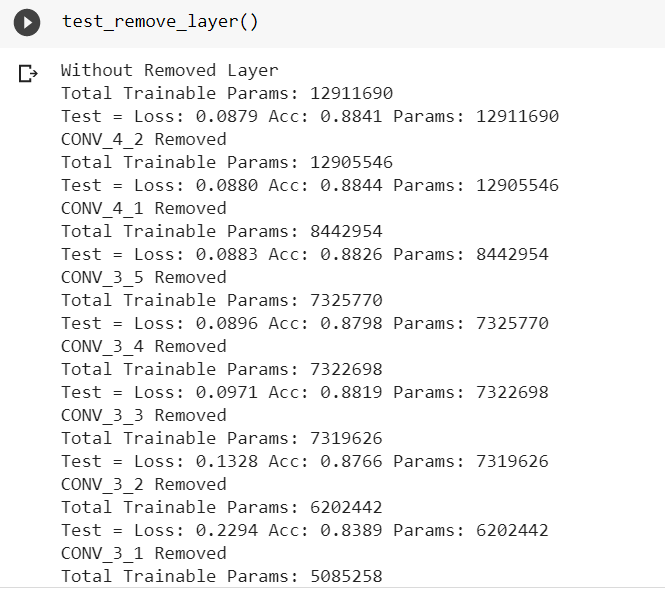 test_remove_layer()
Without Removed Layer
Total Trainable Params: 12911690
Test = Loss: 0.0879 Acc: 0.8841 Params: 12911690
CONV_4_2 Removed
Total Trainable Params: 12905546
Test = Loss: 0.0880 Acc: 0.8844 Params: 12905546
CONV_4_1 Removed
Total Trainable Params: 8442954
Test = Loss: 0.0883 Acc: 0.8826 Params: 8442954
CONV_3_5 Removed
Total Trainable Params: 7325770
Test = Loss: 0.0896 Acc: 0.8798 Params: 7325770
CONV_3_4 Removed
Total Trainable Params: 7322698
Test = Loss: 0.0971 Acc: 0.8819 Params: 7322698
CONV_3_3 Removed
Total Trainable Params: 7319626
Test = Loss: 0.1328 Acc: 0.8766 Params: 7319626
CONV_3_2 Removed
Total Trainable Params: 6202442
Test = Loss: 0.2294 Acc: 0.8389 Params: 6202442
CONV_3_1 Removed
Total Trainable Params: 5085258